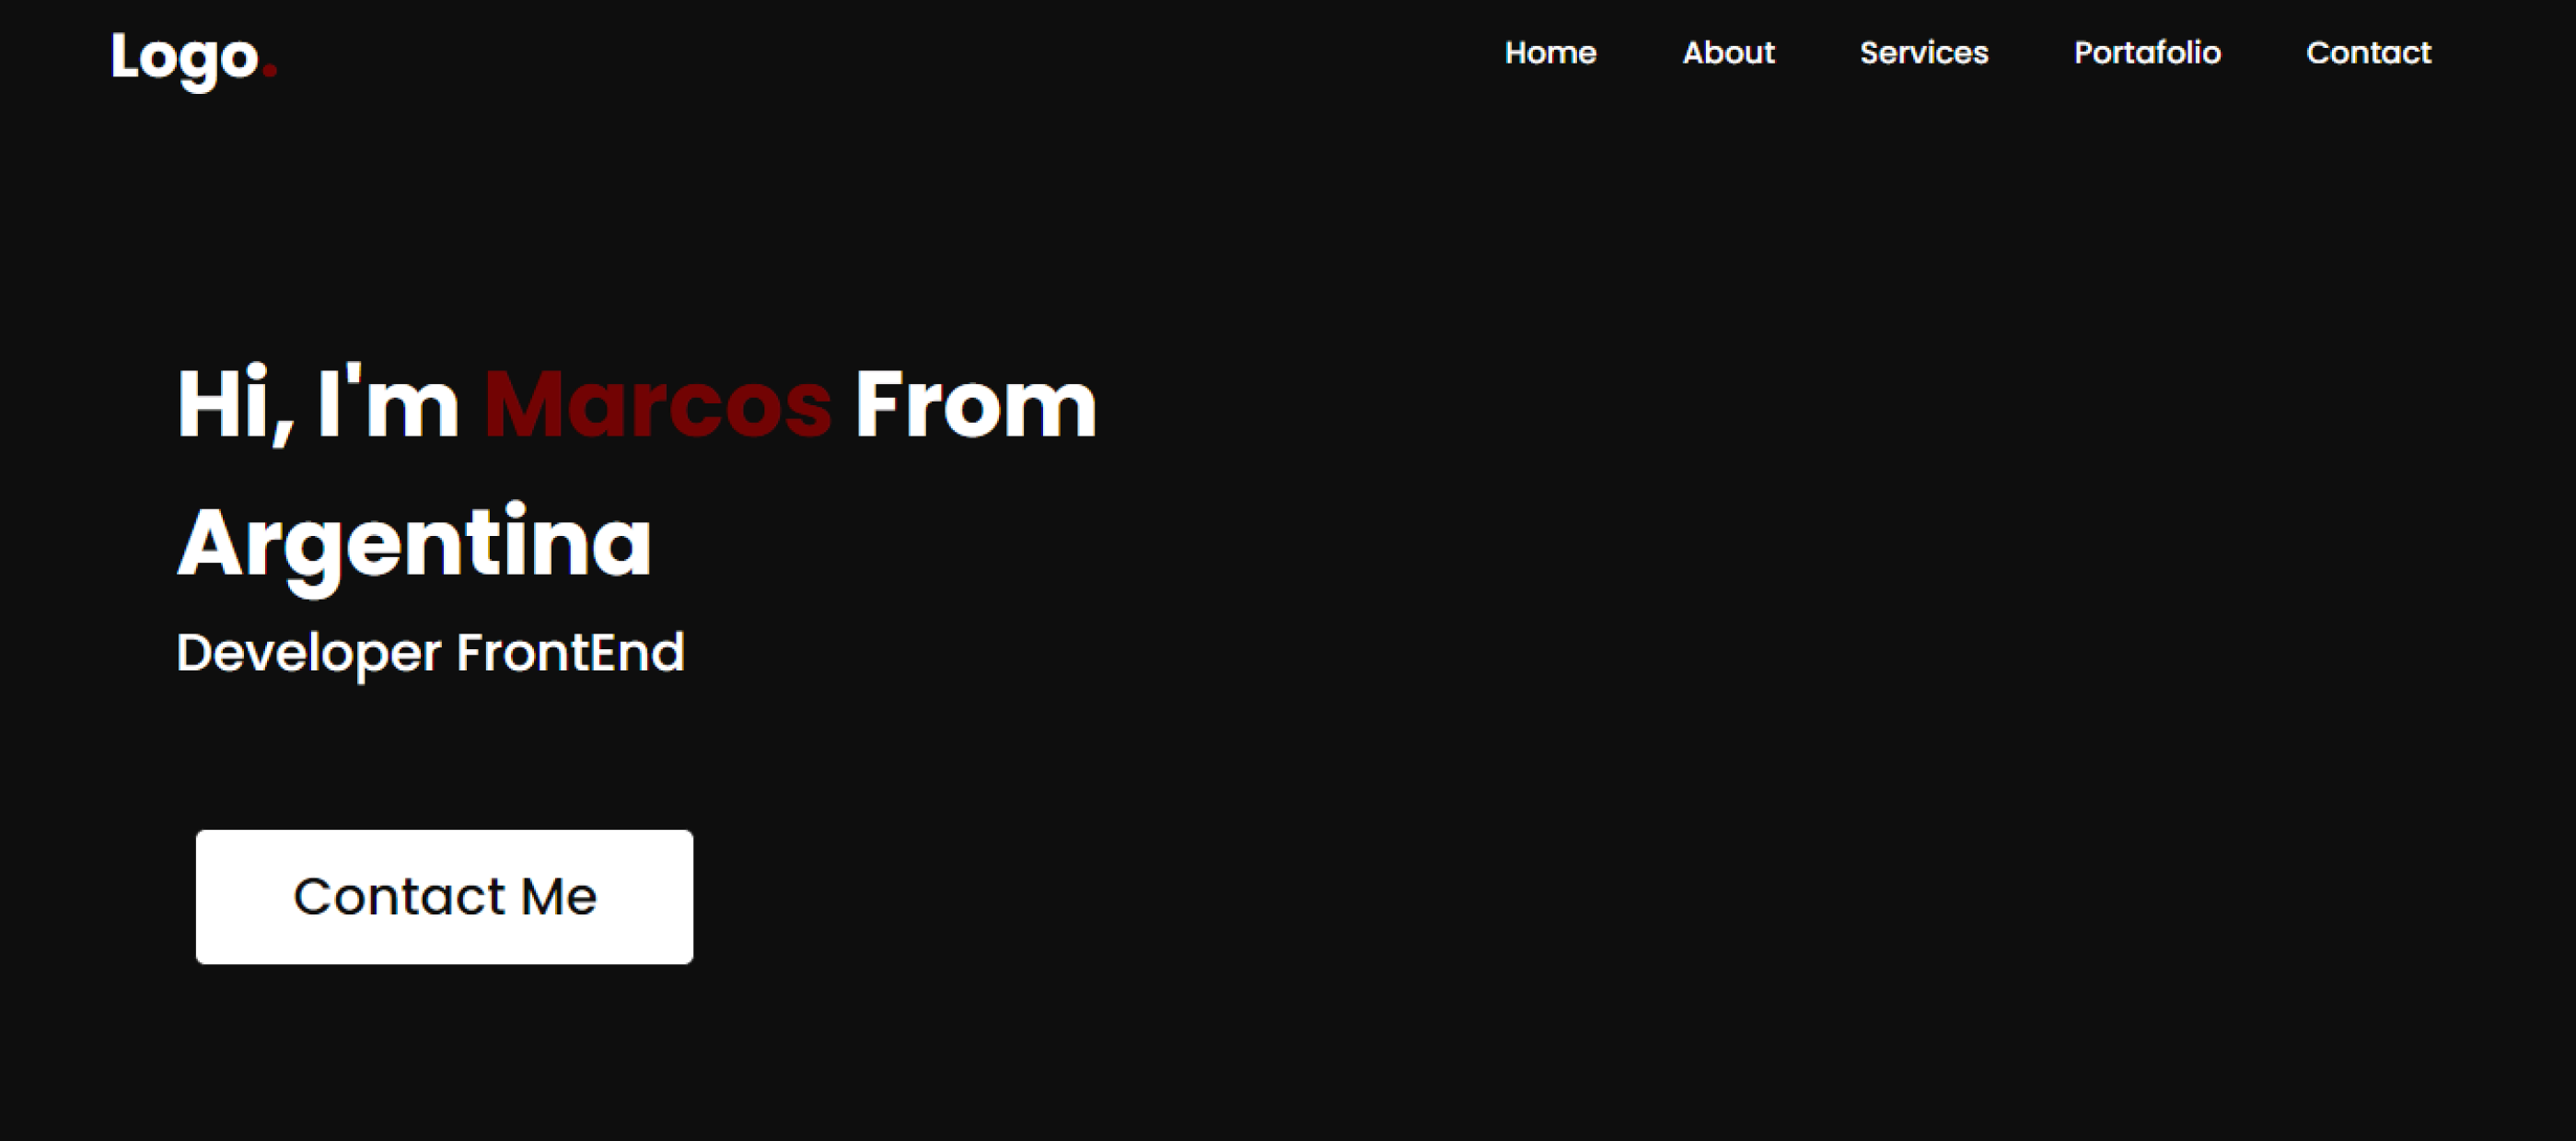 Logo.
Home About Services Portafolio Contact
Hi, I'm Marcos From
Argentina
Developer FrontEnd
Contact Me